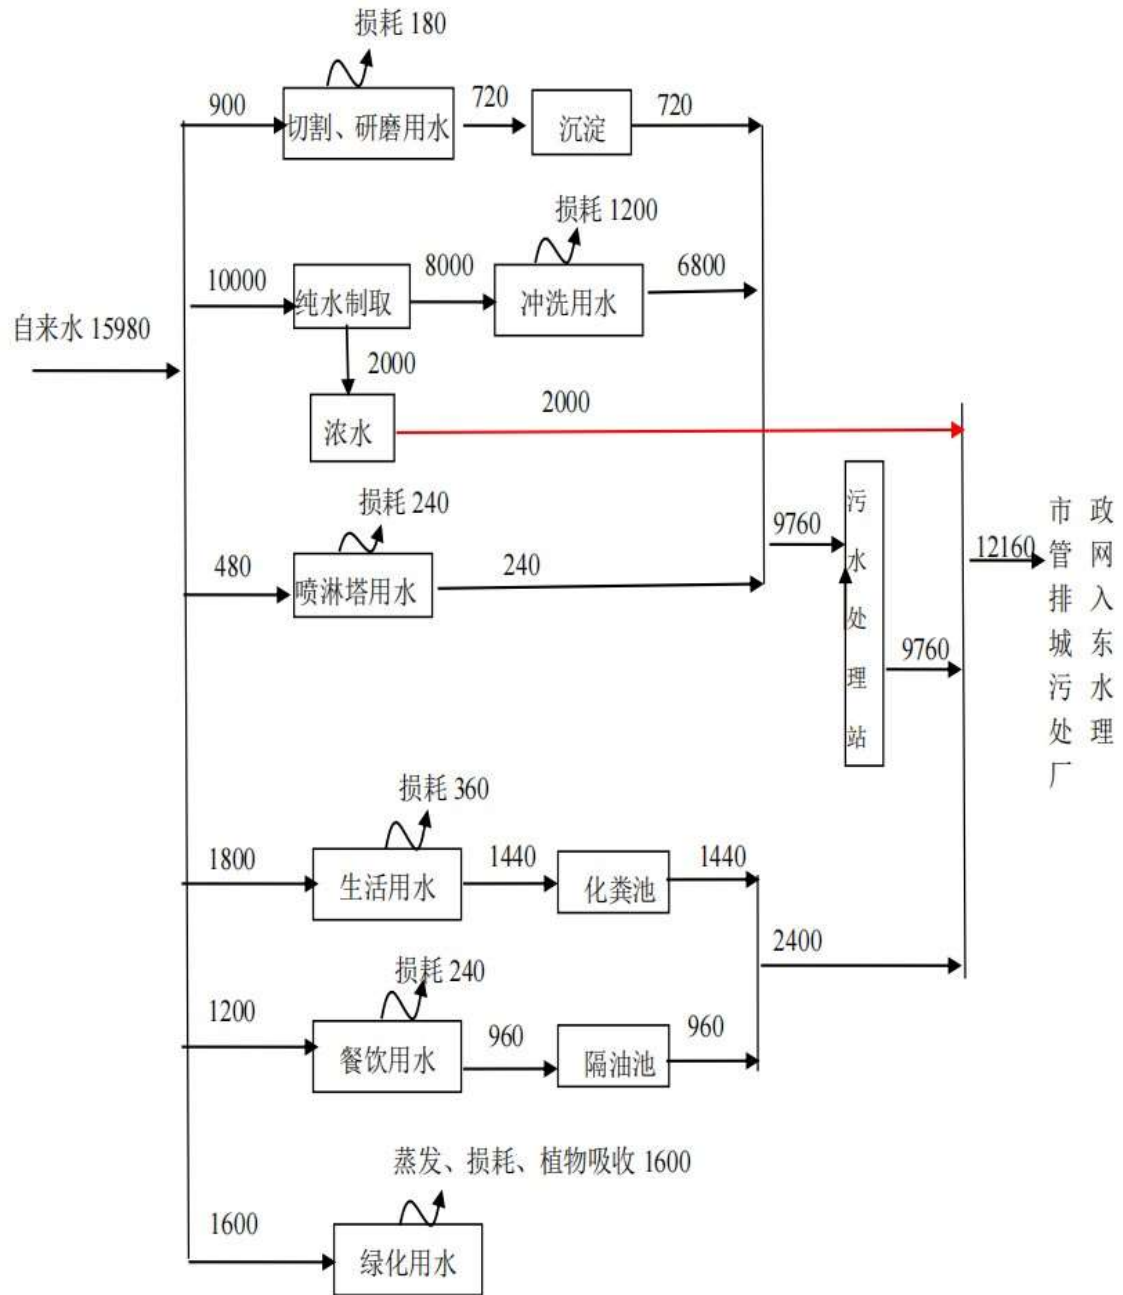 损耗 180
900
切割、研磨用水
720
沉淀
720
损耗 1200
10000
纯水制取
8000
冲洗用水
6800
自来水 15980
2000
浓水
2000
损耗 240
480
喷淋塔用水
240
9760
污水处理站
9760
12160
市 政
管 网
排 入
城 东
污 水
处 理
厂
损耗 360
1800
生活用水
1440
化粪池
1440
2400
损耗 240
1200
餐饮用水
960
隔油池
960
蒸发、损耗、植物吸收 1600
1600
绿化用水